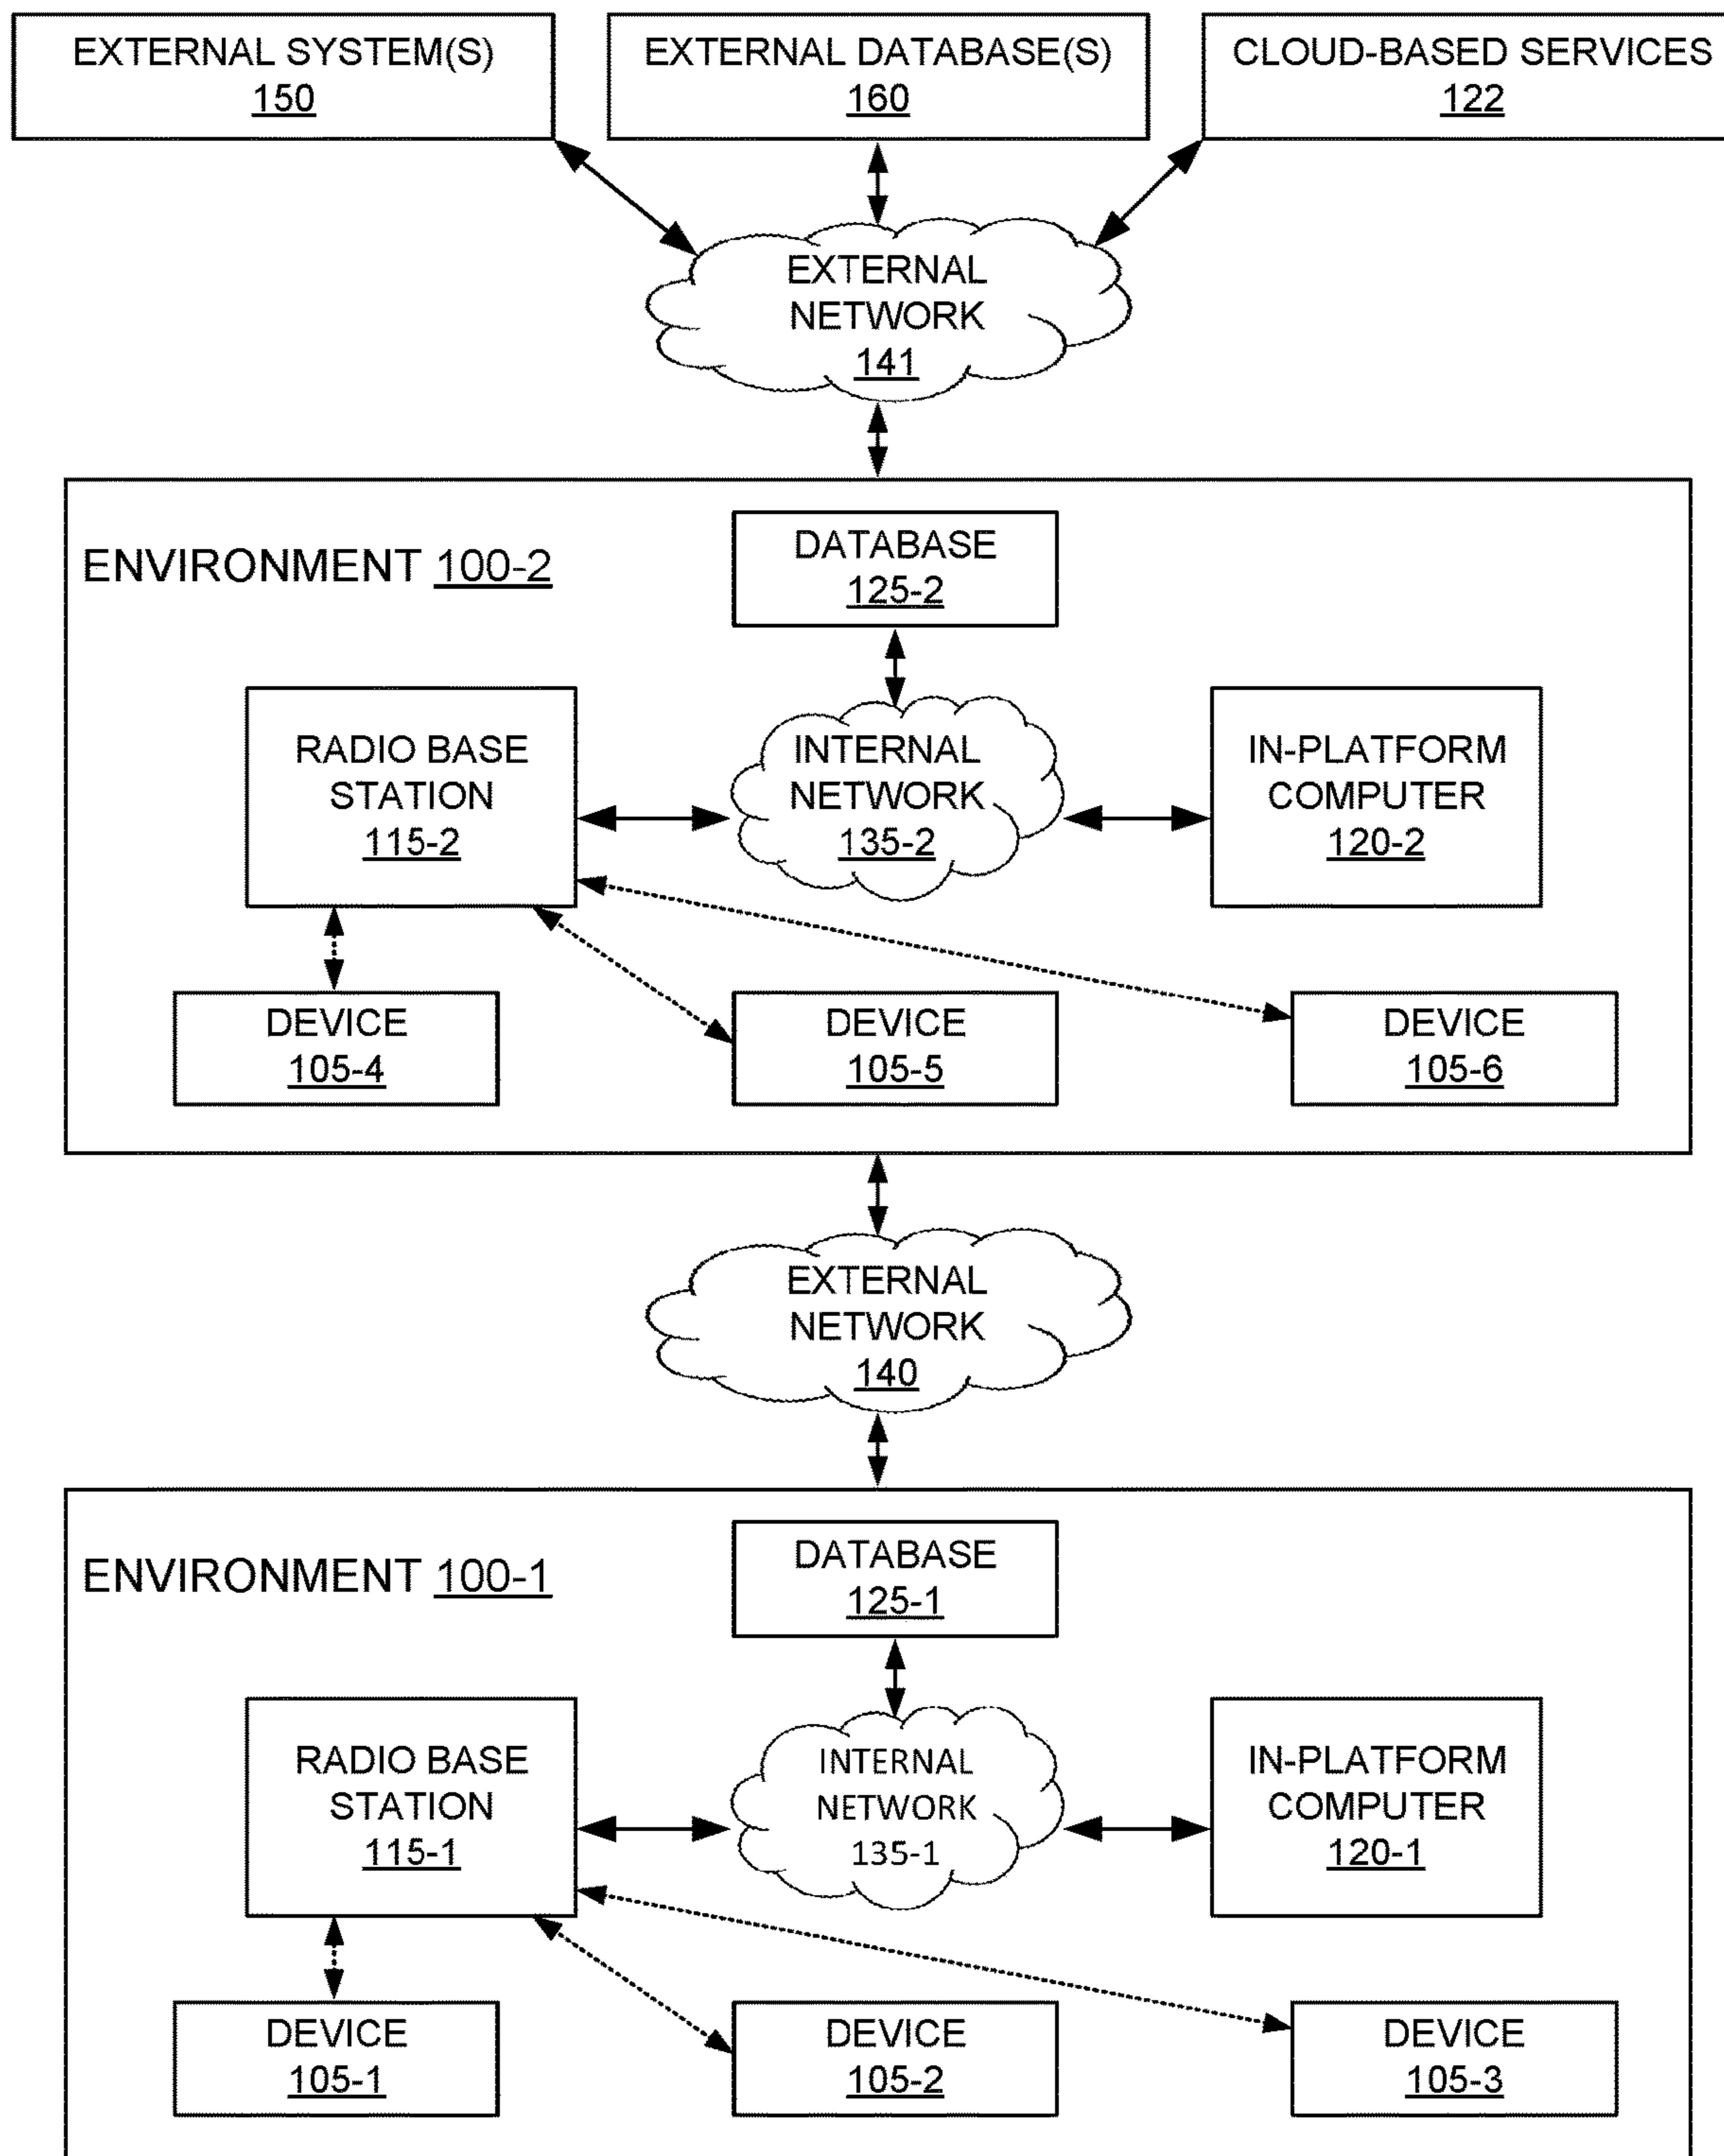 EXTERNAL SYSTEM(S)
150
EXTERNAL DATABASE(S)
160
CLOUD-BASED SERVICES
122
EXTERNAL
NETWORK
141
ENVIRONMENT 100-2
DATABASE
125-2
RADIO BASE
STATION
115-2
INTERNAL
NETWORK
135-2
IN-PLATFORM
COMPUTER
120-2
DEVICE
105-4
DEVICE
105-5
DEVICE
105-6
EXTERNAL
NETWORK
140
ENVIRONMENT 100-1
DATABASE
125-1
RADIO BASE
STATION
115-1
INTERNAL
NETWORK
135-1
IN-PLATFORM
COMPUTER
120-1
DEVICE
105-1
DEVICE
105-2
DEVICE
105-3